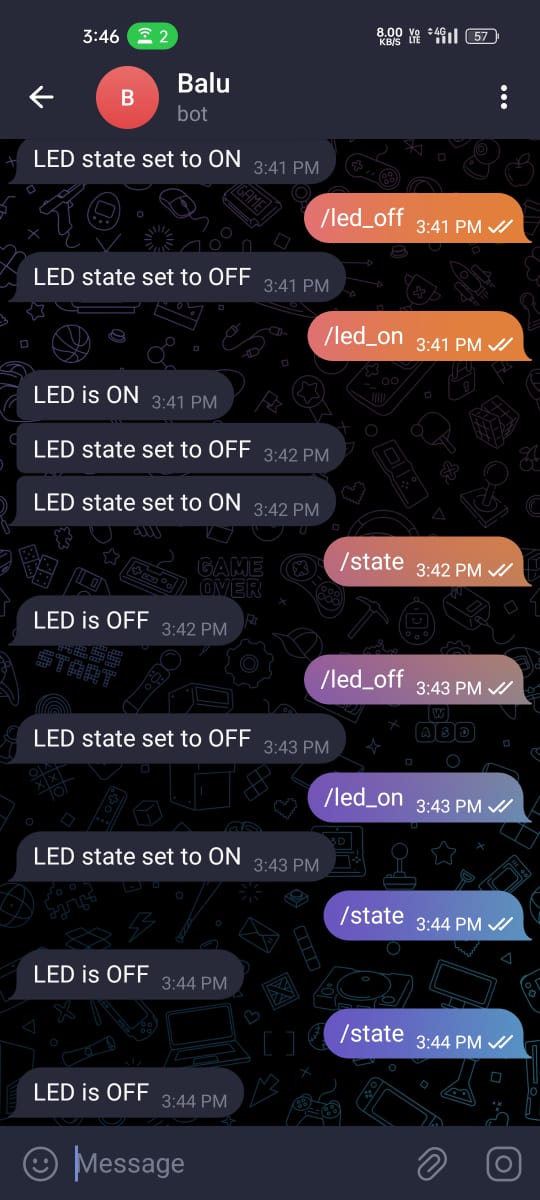 3:46 2 8.00 KB/S Vo LTE 4G 57
B Balu
bot
LED state set to ON 3:41 PM
/led_off 3:41 PM
LED state set to OFF 3:41 PM
/led_on 3:41 PM
LED is ON 3:41 PM
LED state set to OFF 3:42 PM
LED state set to ON 3:42 PM
/state 3:42 PM
GAME
OVER
LED is OFF 3:42 PM
START
/led_off 3:43 PM
W
A S D
LED state set to OFF 3:43 PM
/led_on 3:43 PM
LED state set to ON 3:43 PM
/state 3:44 PM
LED is OFF 3:44 PM
/state 3:44 PM
LED is OFF 3:44 PM
Message